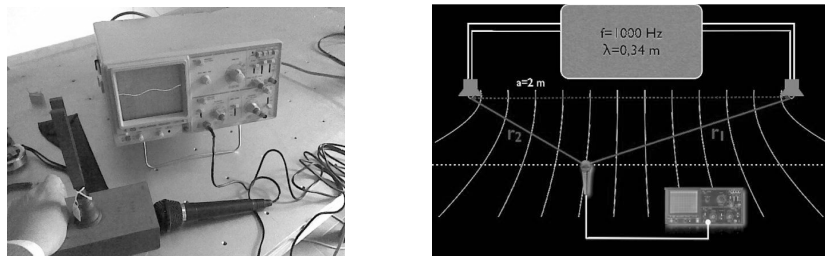 f=1000 Hz
λ=0,34 m
a=2 m
r₂
r₁